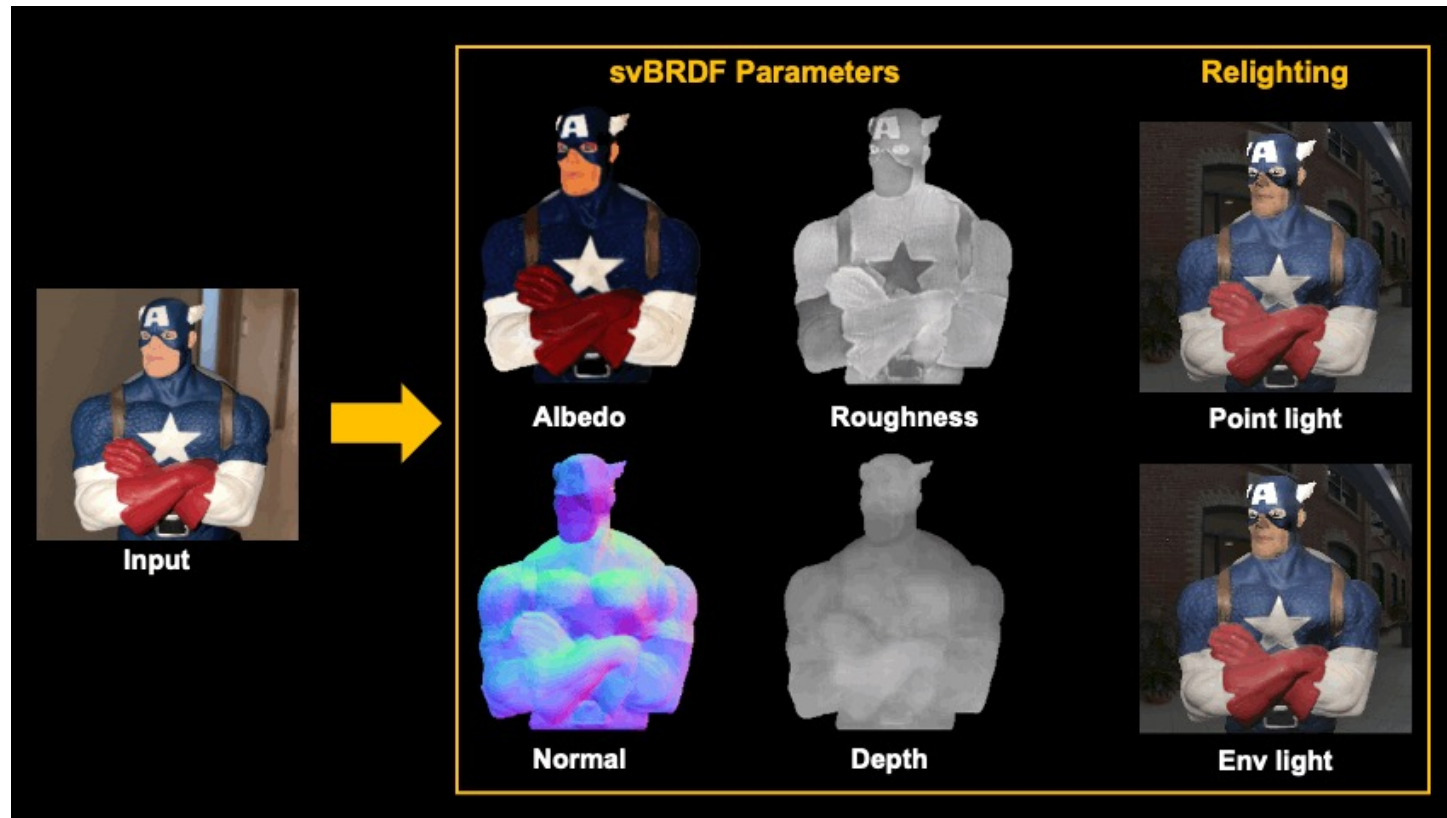 svBRDF Parameters
Relighting
A
A
A
Albedo
Roughness
Point light
A
Input
A
Normal
Depth
Env light